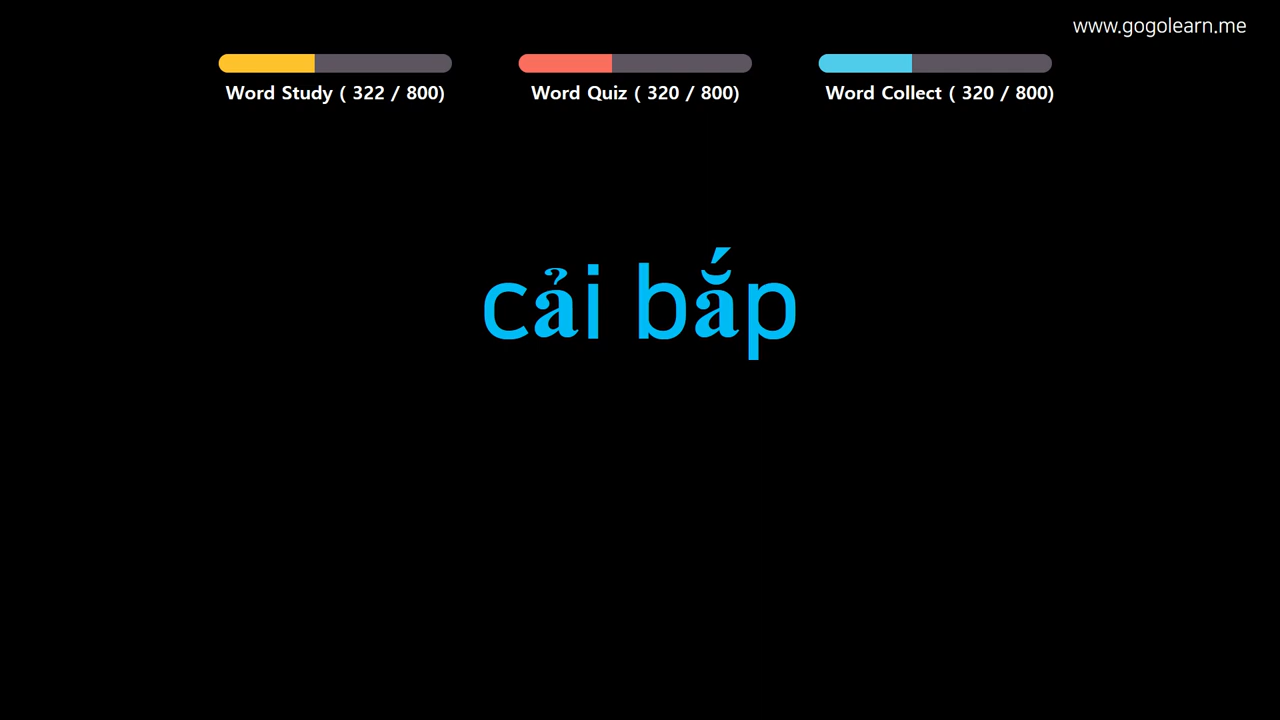 www.gogolearn.me
Word Study ( 322 / 800)
Word Quiz ( 320 / 800)
Word Collect ( 320 / 800)
cải bắp